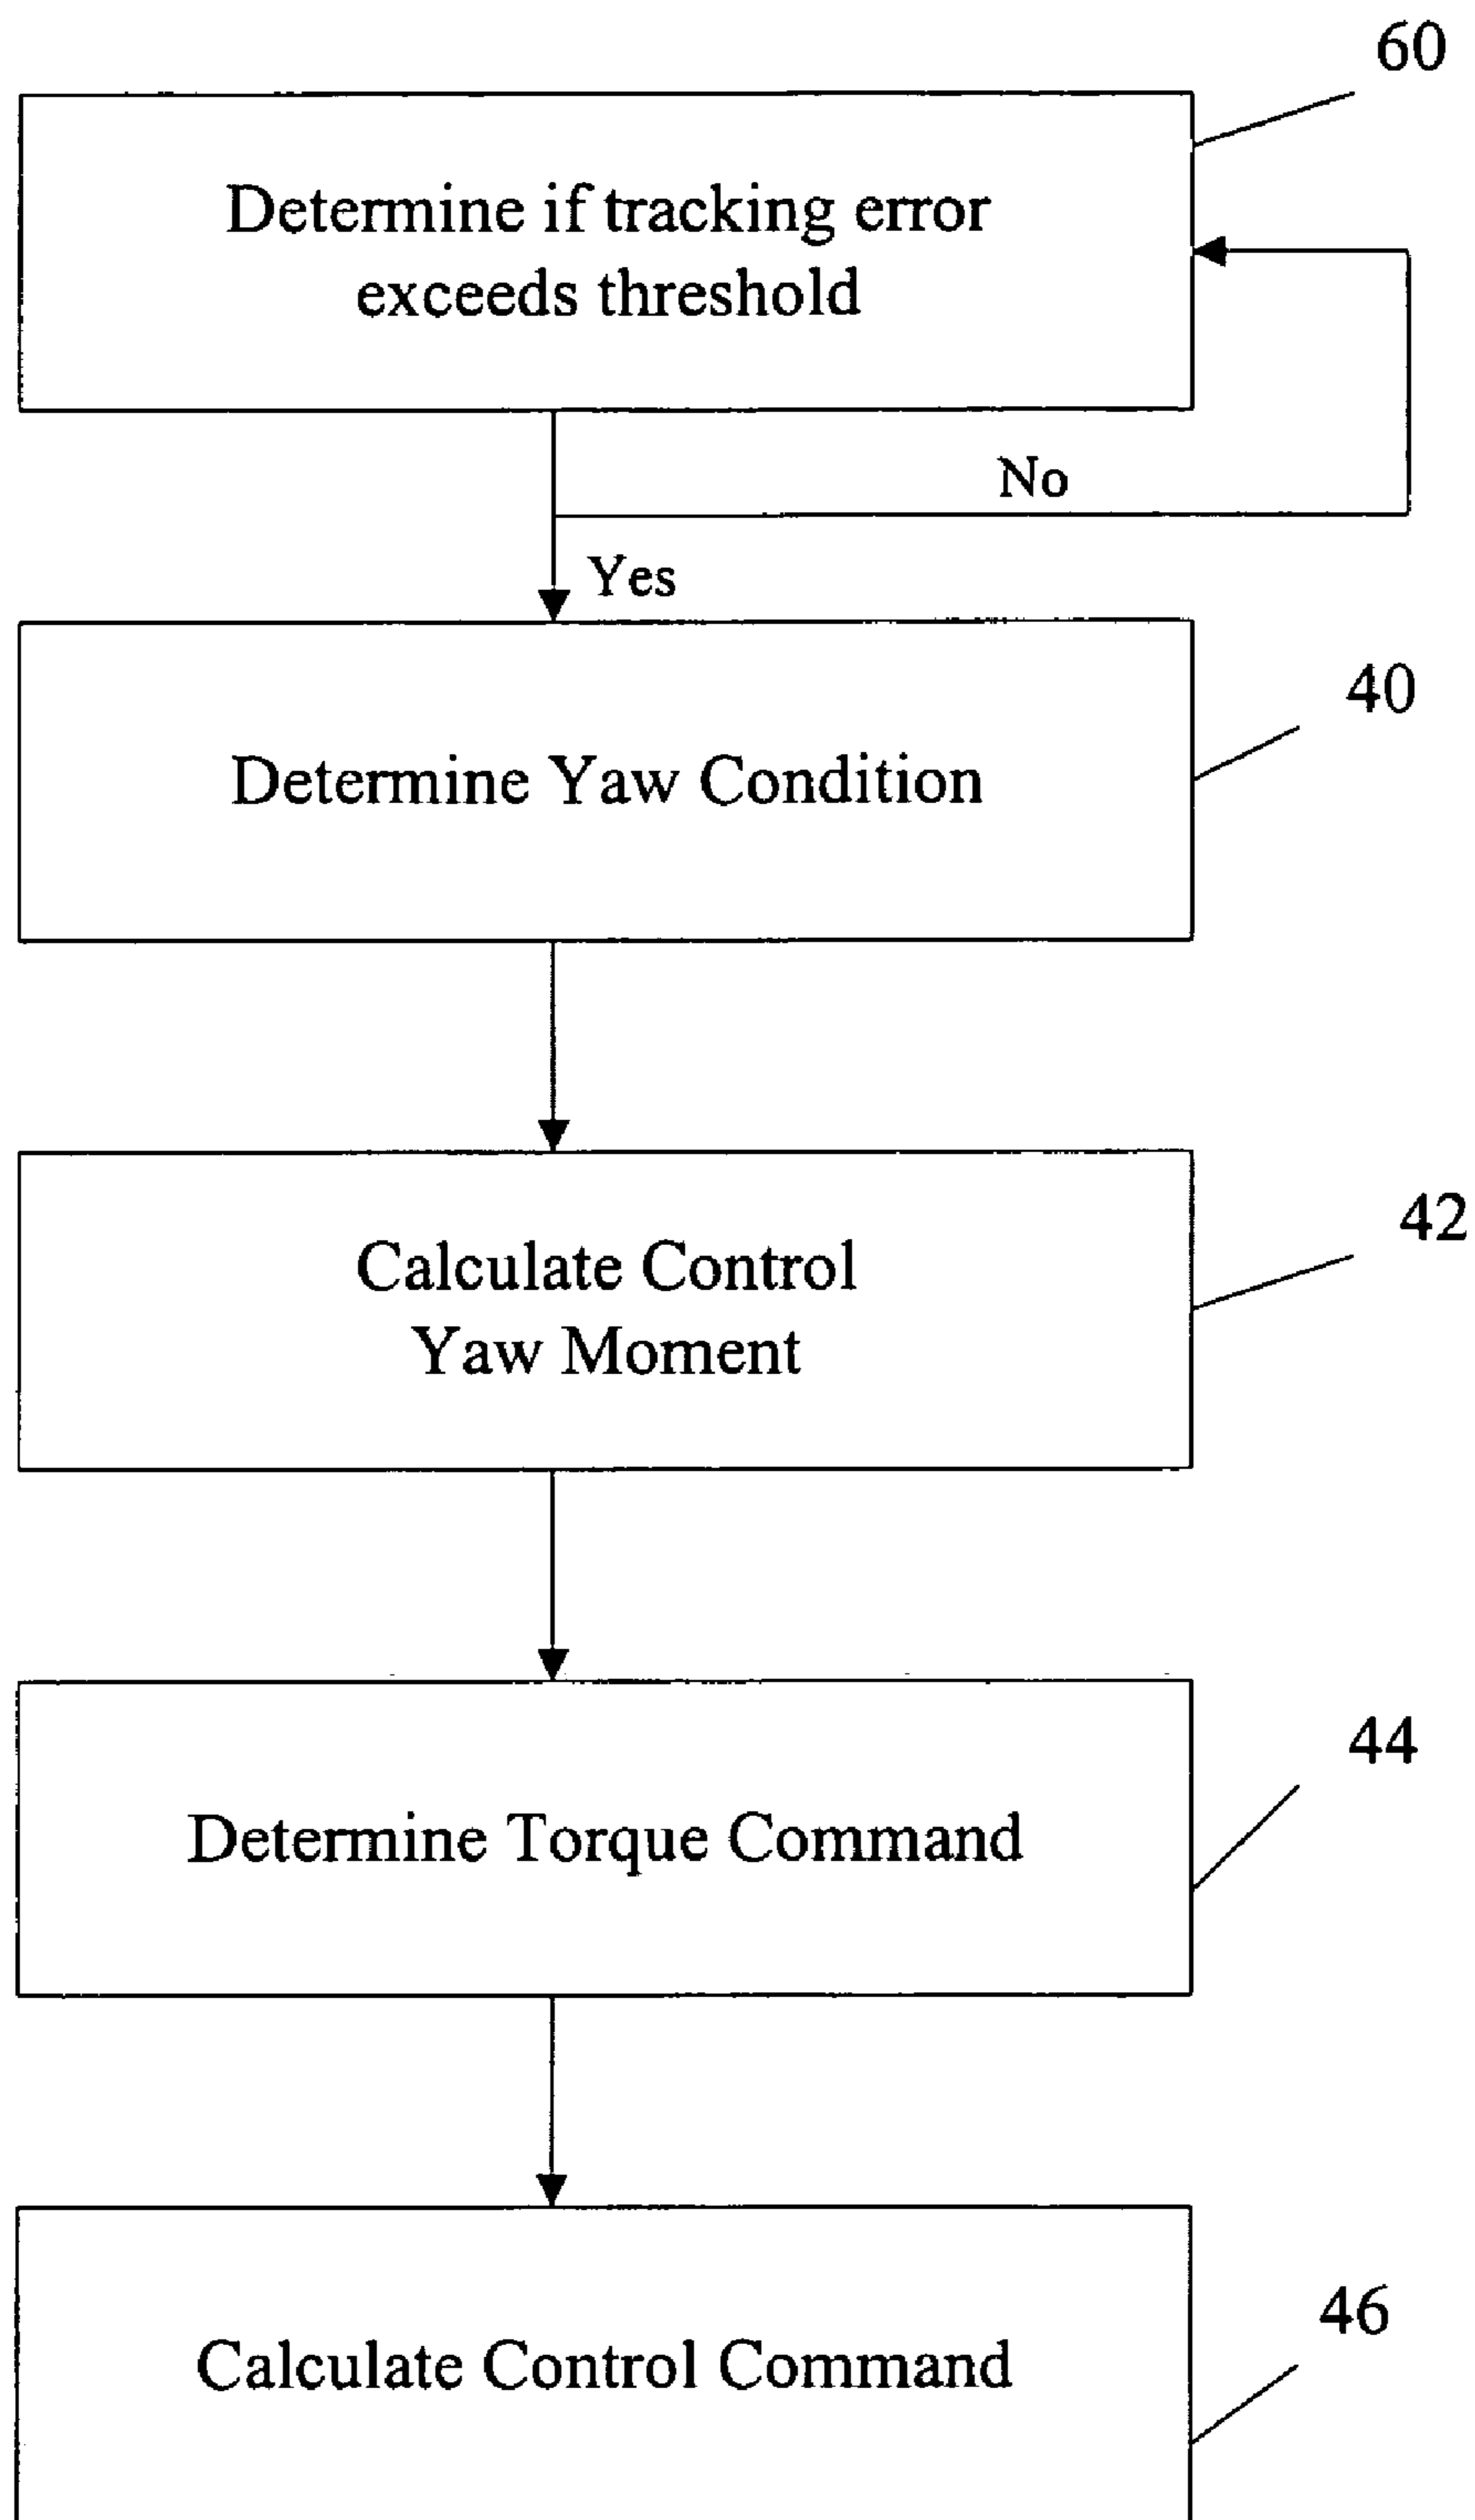 60
Determine if tracking error
exceeds threshold
No
Yes
40
Determine Yaw Condition
42
Calculate Control
Yaw Moment
44
Determine Torque Command
46
Calculate Control Command